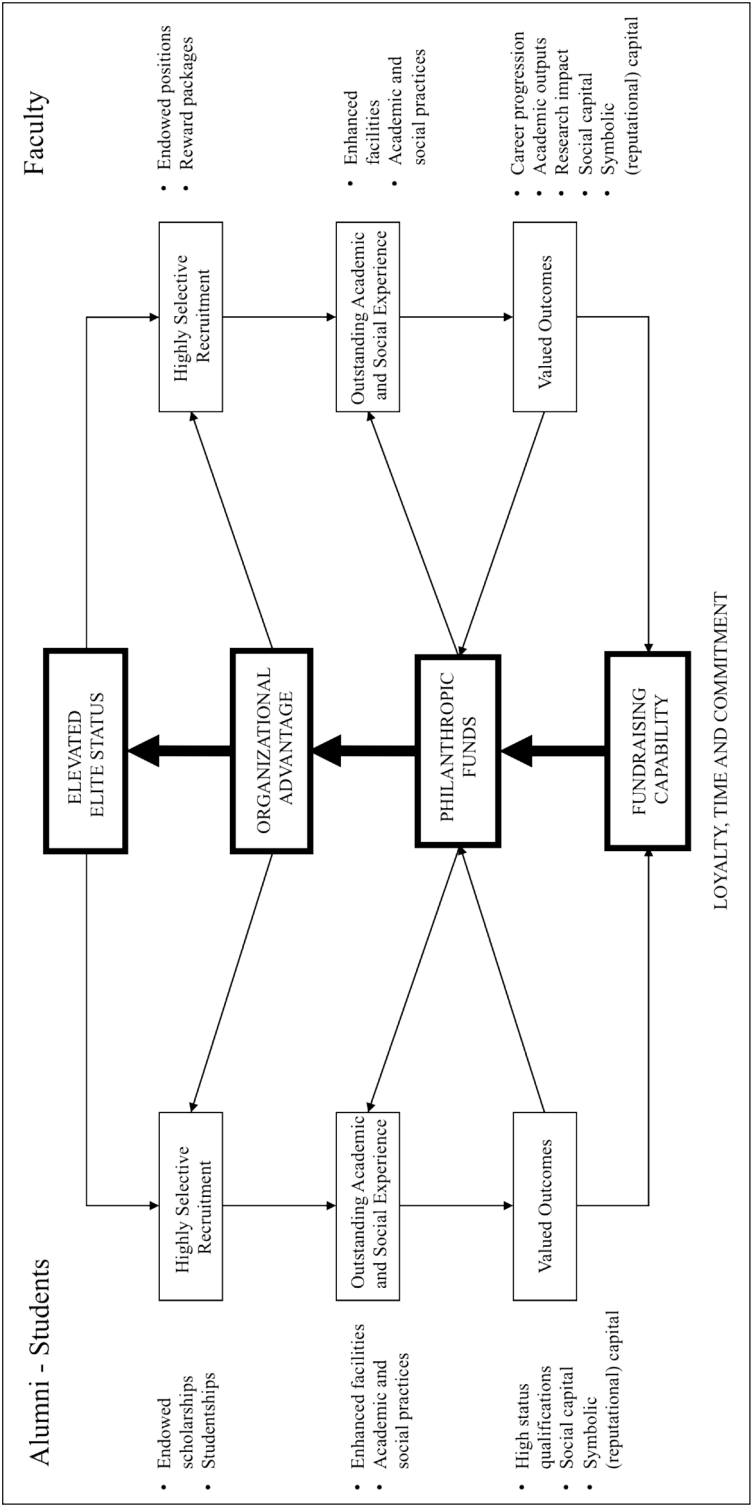 Alumni - Students
Faculty
• Endowed
scholarships
• Studentships
Highly Selective
Recruitment
ELEVATED
ELITE STATUS
Highly Selective
Recruitment
• Endowed positions
• Reward packages
ORGANIZATIONAL
ADVANTAGE
• Enhanced facilities
• Academic and
social practices
Outstanding Academic
and Social Experience
PHILANTHROPIC
FUNDS
Outstanding Academic
and Social Experience
• Enhanced
facilities
• Academic and
social practices
• High status
qualifications
• Social capital
• Symbolic
(reputational) capital
Valued Outcomes
FUNDRAISING
CAPABILITY
Valued Outcomes
• Career progression
• Academic outputs
• Research impact
• Social capital
• Symbolic
(reputational) capital
LOYALTY, TIME AND COMMITMENT